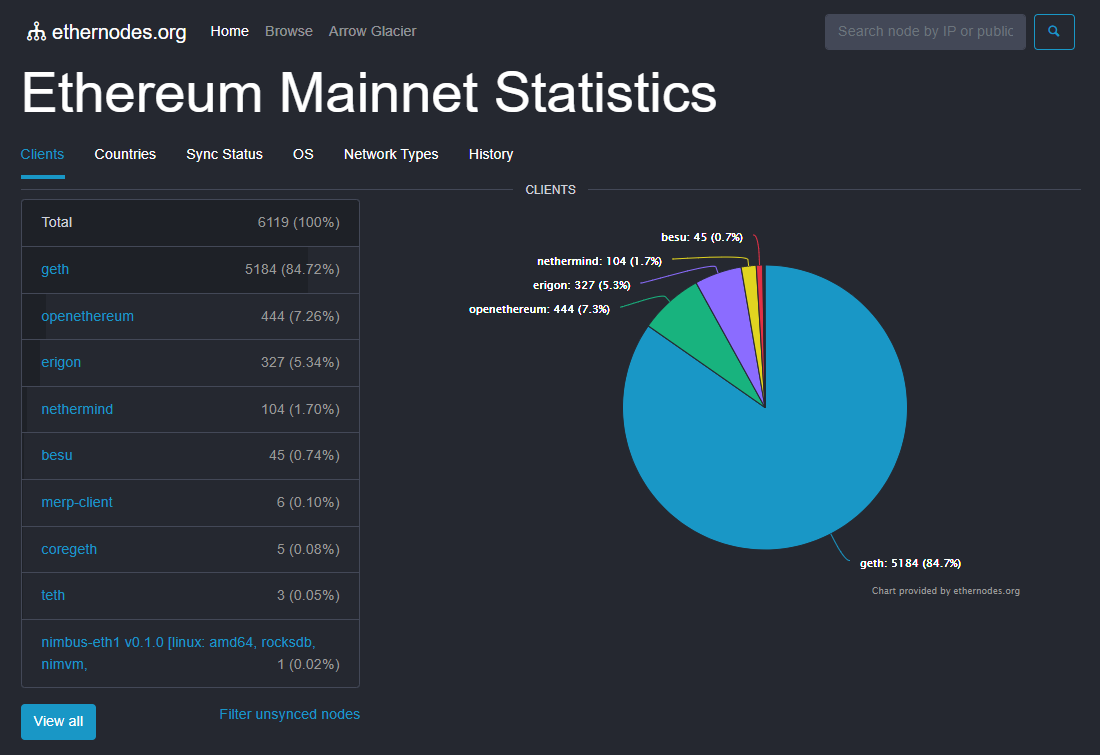 ethernodes.org Home Browse Arrow Glacier Search node by IP or public
Ethereum Mainnet Statistics
Clients Countries Sync Status OS Network Types History
CLIENTS
Total 6119 (100%)
geth 5184 (84.72%)
openethereum 444 (7.26%)
erigon 327 (5.34%)
nethermind 104 (1.70%)
besu 45 (0.74%)
merp-client 6 (0.10%)
coregeth 5 (0.08%)
teth 3 (0.05%)
nimbus-eth1 v0.1.0 [linux: amd64, rocksdb,
nimvm, 1 (0.02%)
View all Filter unsynced nodes
besu: 45 (0.7%)
nethermind: 104 (1.7%)
erigon: 327 (5.3%)
openethereum: 444 (7.3%)
geth: 5184 (84.7%)
Chart provided by ethernodes.org